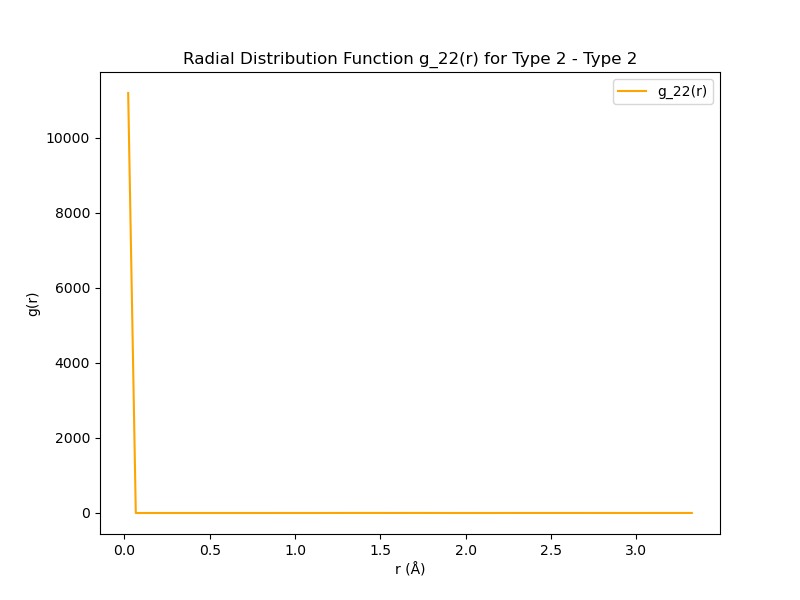 Radial Distribution Function g_22(r) for Type 2 - Type 2
g_22(r)
10000
8000
6000
4000
2000
0
g(r)
0.0 0.5 1.0 1.5 2.0 2.5 3.0
r (Å)